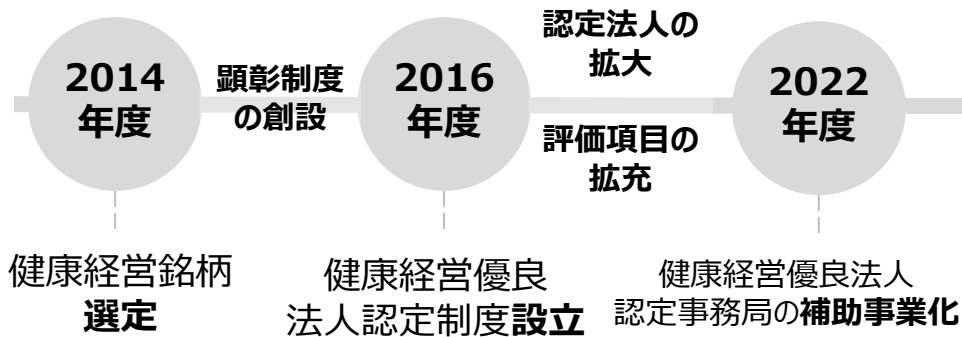 2014
年度
顕彰制度
の創設
2016
年度
認定法人の
拡大
評価項目の
拡充
2022
年度
健康経営銘柄
選定
健康経営優良
法人認定制度設立
健康経営優良法人
認定事務局の補助事業化